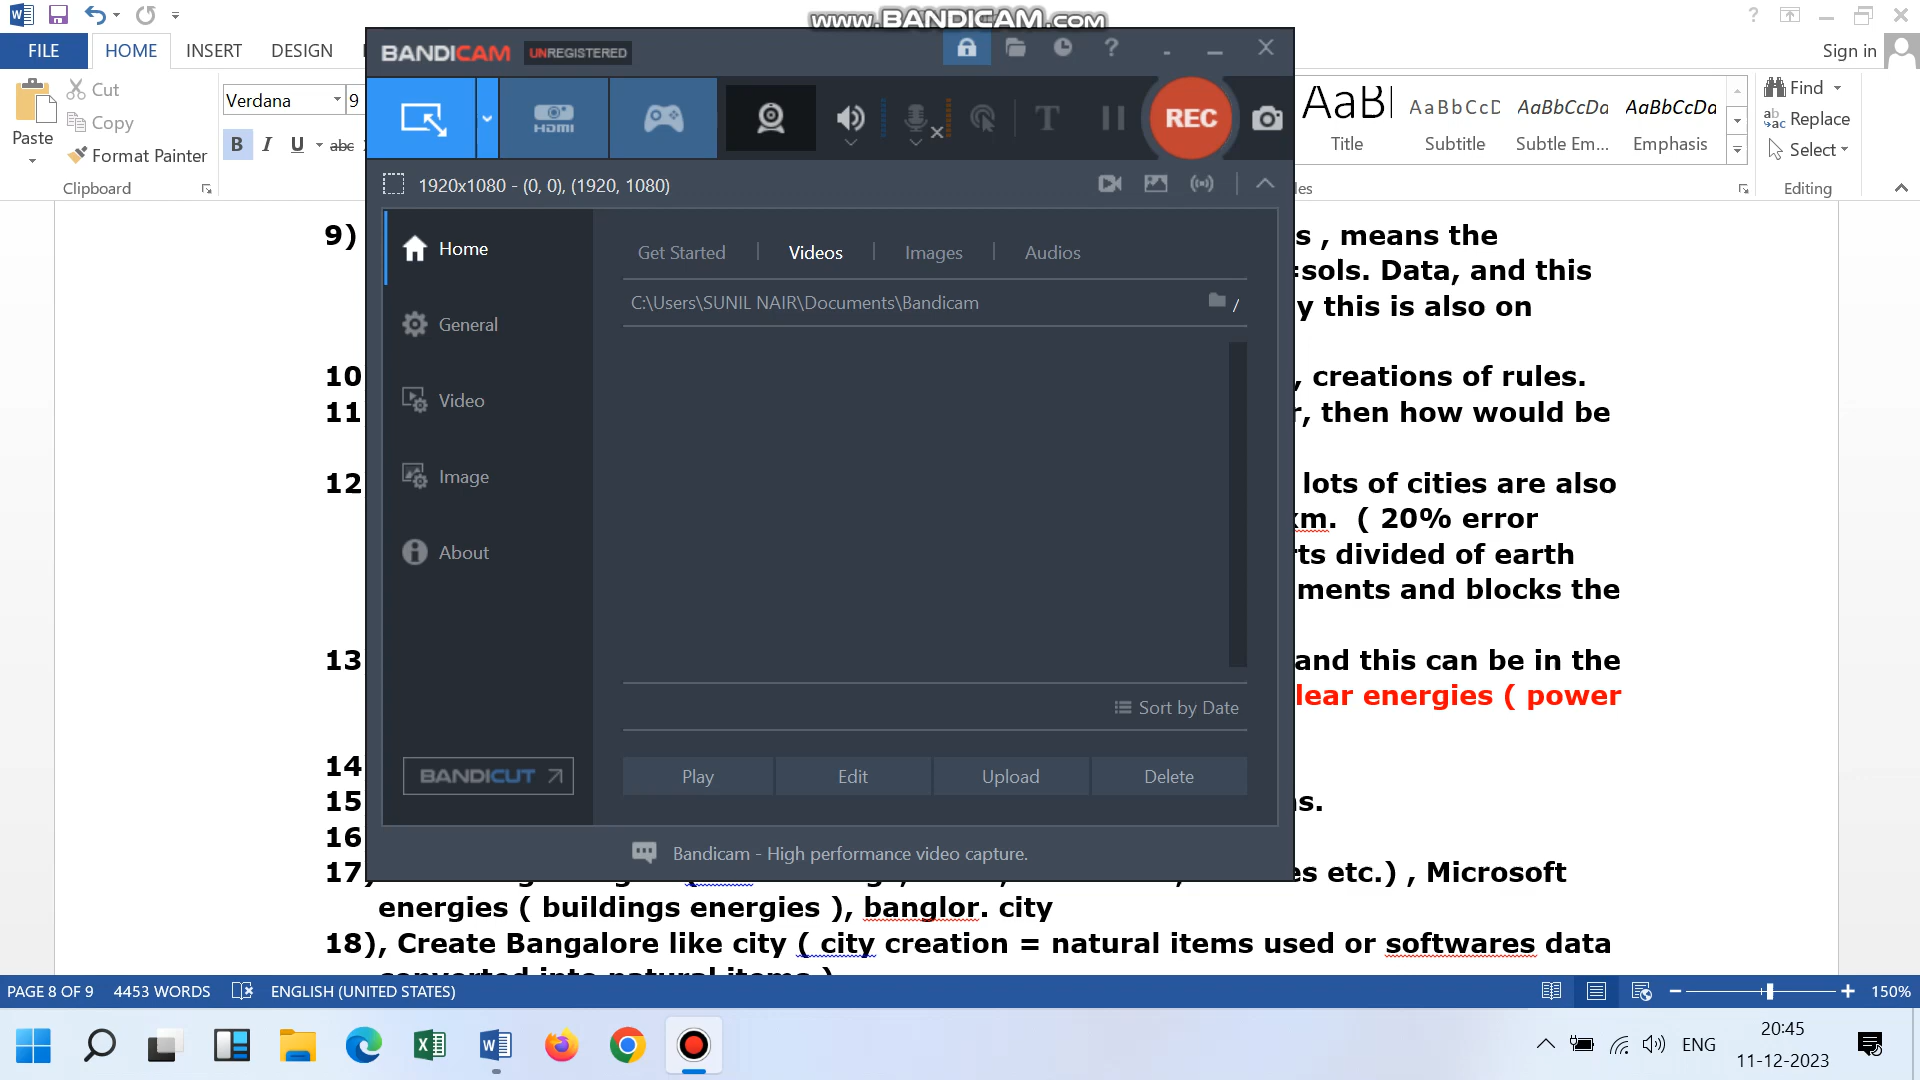 www.BANDICAM.com
FILE HOME INSERT DESIGN
Sign in
BANDICAM UNREGISTERED
Cut
Copy
Format Painter
Paste
Clipboard
Verdana 9
B I U abc
HDMI
T
REC
AaBl AaBbCcD AaBbCcDa AaBbCcDa
Title Subtitle Subtle Em... Emphasis
Find
Replace
Select
Editing
1920x1080 - (0, 0), (1920, 1080)
Home
General
Video
Image
About
BANDICUT
Get Started | Videos | Images | Audios
C:\Users\SUNIL NAIR\Documents\Bandicam /
Sort by Date
Play Edit Upload Delete
Bandicam - High performance video capture.
9) s , means the
sols. Data, and this
y this is also on
10 , creations of rules.
11 r, then how would be
12 lots of cities are also
m. ( 20% error
ts divided of earth
ments and blocks the
13 and this can be in the
lear energies ( power
14
15 s.
16
17 es etc.) , Microsoft
energies ( buildings energies ), banglor. city
18), Create Bangalore like city ( city creation = natural items used or softwares data
converted into natural items )
PAGE 8 OF 9 4453 WORDS ENGLISH (UNITED STATES) 150%
ENG
20:45
11-12-2023